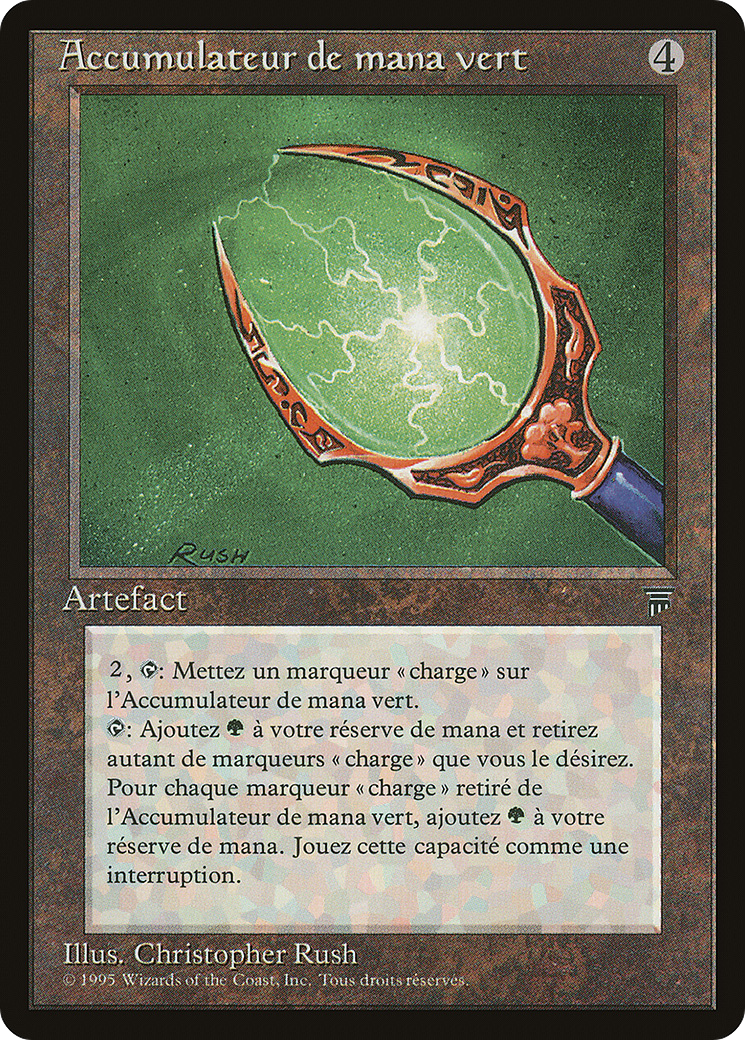 Accumulateur de mana vert 4
RUSH
Artefact
2, : Mettez un marqueur «charge» sur
l'Accumulateur de mana vert.
: Ajoutez à votre réserve de mana et retirez
autant de marqueurs «charge» que vous le désirez.
Pour chaque marqueur «charge» retiré de
l'Accumulateur de mana vert, ajoutez à votre
réserve de mana. Jouez cette capacité comme une
interruption.
Illus. Christopher Rush
© 1995 Wizards of the Coast, Inc. Tous droits réservés.